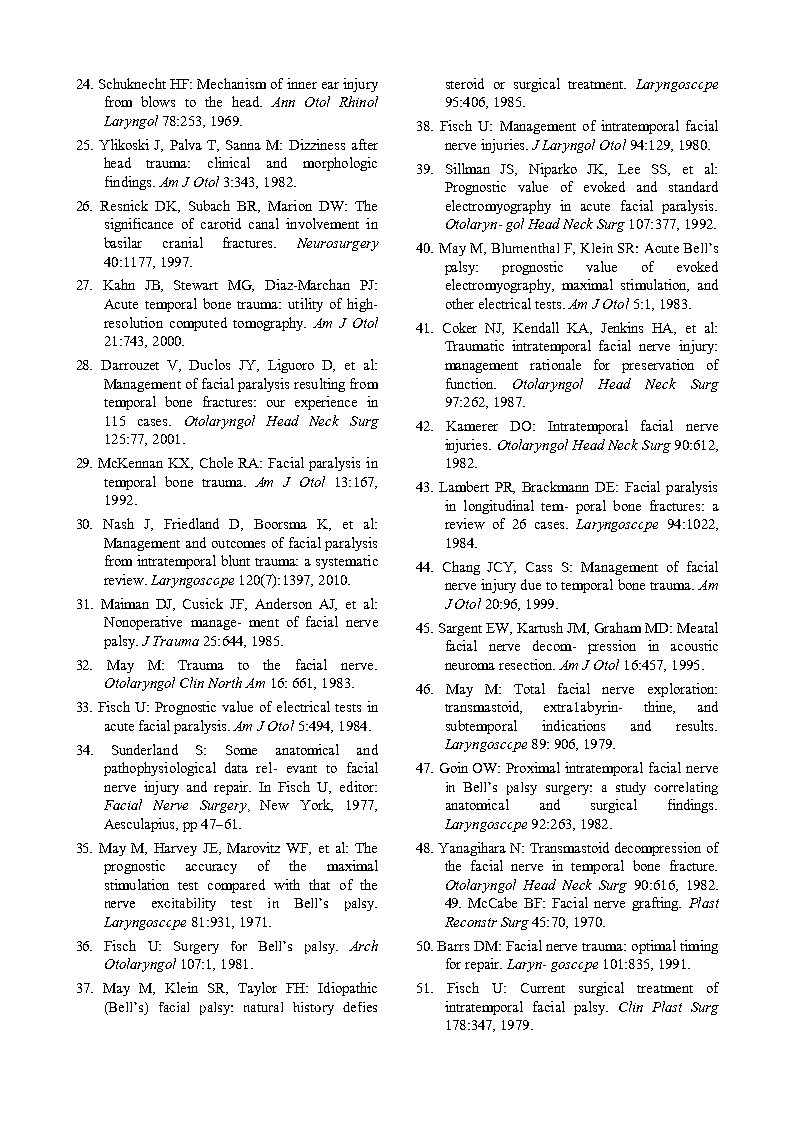 24. Schuknecht HF: Mechanism of inner ear injury
from blows to the head. Ann Otol Rhinol
Laryngol 78:253, 1969.
25. Ylikoski J, Palva T, Sanna M: Dizziness after
head trauma: clinical and morphologic
findings. Am J Otol 3:343, 1982.
26. Resnick DK, Subach BR, Marion DW: The
significance of carotid canal involvement in
basilar cranial fractures. Neurosurgery
40:1177, 1997.
27. Kahn JB, Stewart MG, Diaz-Marchan PJ:
Acute temporal bone trauma: utility of high-
resolution computed tomography. Am J Otol
21:743, 2000.
28. Darrouzet V, Duclos JY, Liguoro D, et al:
Management of facial paralysis resulting from
temporal bone fractures: our experience in
115 cases. Otolaryngol Head Neck Surg
125:77, 2001.
29. McKennan KX, Chole RA: Facial paralysis in
temporal bone trauma. Am J Otol 13:167,
1992.
30. Nash J, Friedland D, Boorsma K, et al:
Management and outcomes of facial paralysis
from intratemporal blunt trauma: a systematic
review. Laryngosccpe 120(7):1397, 2010.
31. Maiman DJ, Cusick JF, Anderson AJ, et al:
Nonoperative manage- ment of facial nerve
palsy. J Trauma 25:644, 1985.
32. May M: Trauma to the facial nerve.
Otolaryngol Clin North Am 16: 661, 1983.
33. Fisch U: Prognostic value of electrical tests in
acute facial paralysis. Am J Otol 5:494, 1984.
34. Sunderland S: Some anatomical and
pathophysiological data rel- evant to facial
nerve injury and repair. In Fisch U, editor:
Facial Nerve Surgery, New York, 1977,
Aesculapius, pp 47–61.
35. May M, Harvey JE, Marovitz WF, et al: The
prognostic accuracy of the maximal
stimulation test compared with that of the
nerve excitability test in Bell’s palsy.
Laryngosccpe 81:931, 1971.
36. Fisch U: Surgery for Bell’s palsy. Arch
Otolaryngol 107:1, 1981.
37. May M, Klein SR, Taylor FH: Idiopathic
(Bell’s) facial palsy: natural history defies
steroid or surgical treatment. Laryngosccpe
95:406, 1985.
38. Fisch U: Management of intratemporal facial
nerve injuries. J Laryngol Otol 94:129, 1980.
39. Sillman JS, Niparko JK, Lee SS, et al:
Prognostic value of evoked and standard
electromyography in acute facial paralysis.
Otolaryn- gol Head Neck Surg 107:377, 1992.
40. May M, Blumenthal F, Klein SR: Acute Bell’s
palsy: prognostic value of evoked
electromyography, maximal stimulation, and
other electrical tests. Am J Otol 5:1, 1983.
41. Coker NJ, Kendall KA, Jenkins HA, et al:
Traumatic intratemporal facial nerve injury:
management rationale for preservation of
function. Otolaryngol Head Neck Surg
97:262, 1987.
42. Kamerer DO: Intratemporal facial nerve
injuries. Otolaryngol Head Neck Surg 90:612,
1982.
43. Lambert PR, Brackmann DE: Facial paralysis
in longitudinal tem- poral bone fractures: a
review of 26 cases. Laryngosccpe 94:1022,
1984.
44. Chang JCY, Cass S: Management of facial
nerve injury due to temporal bone trauma. Am
J Otol 20:96, 1999.
45. Sargent EW, Kartush JM, Graham MD: Meatal
facial nerve decom- pression in acoustic
neuroma resection. Am J Otol 16:457, 1995.
46. May M: Total facial nerve exploration:
transmastoid, extra1abyrin- thine, and
subtemporal indications and results.
Laryngosccpe 89: 906, 1979.
47. Goin OW: Proximal intratemporal facial nerve
in Bell’s palsy surgery: a study correlating
anatomical and surgical findings.
Laryngosccpe 92:263, 1982.
48. Yanagihara N: Transmastoid decompression of
the facial nerve in temporal bone fracture.
Otolaryngol Head Neck Surg 90:616, 1982.
49. McCabe BF: Facial nerve grafting. Plast
Reconstr Surg 45:70, 1970.
50. Barrs DM: Facial nerve trauma: optimal timing
for repair. Laryn- gosccpe 101:835, 1991.
51. Fisch U: Current surgical treatment of
intratemporal facial palsy. Clin Plast Surg
178:347, 1979.